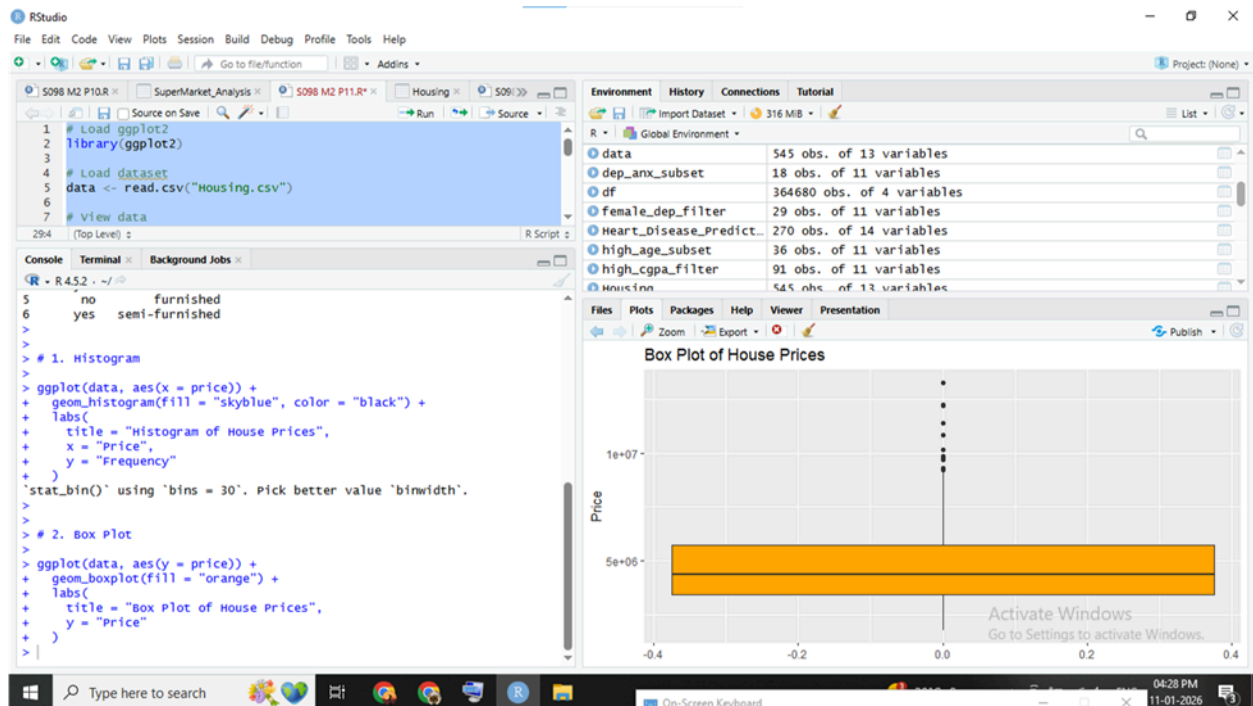 RStudio
File Edit Code View Plots Session Build Debug Profile Tools Help
Go to file/function Addins Project: (None)
S098 M2 P10.R SuperMarket_Analysis S098 M2 P11.R* Housing S09
Source on Save Run Source
1 # Load ggplot2
2 library(ggplot2)
3
4 # Load dataset
5 data <- read.csv("Housing.csv")
6
7 # View data
29:4 (Top Level) R Script
Console Terminal Background Jobs
R 4.5.2 . ~/
5 no furnished
6 yes semi-furnished
>
>
> # 1. Histogram
>
> ggplot(data, aes(x = price)) +
+ geom_histogram(fill = "skyblue", color = "black") +
+ labs(
+ title = "Histogram of House Prices",
+ x = "Price",
+ y = "Frequency"
+ )
`stat_bin()` using `bins = 30`. Pick better value `binwidth`.
>
>
> # 2. Box Plot
>
> ggplot(data, aes(y = price)) +
+ geom_boxplot(fill = "orange") +
+ labs(
+ title = "Box Plot of House Prices",
+ y = "Price"
+ )
>
Environment History Connections Tutorial
Import Dataset 316 MiB List
R Global Environment
data 545 obs. of 13 variables
dep_anx_subset 18 obs. of 11 variables
df 364680 obs. of 4 variables
female_dep_filter 29 obs. of 11 variables
Heart_Disease_Predict… 270 obs. of 14 variables
high_age_subset 36 obs. of 11 variables
high_cgpa_filter 91 obs. of 11 variables
Housing 545 obs. of 13 variables
Files Plots Packages Help Viewer Presentation
Zoom Export Publish
Box Plot of House Prices
1e+07
Price
5e+06
-0.4 -0.2 0.0 0.2 0.4
Activate Windows
Go to Settings to activate Windows.
Type here to search
On-Screen Keyboard
04:28 PM
11-01-2026
3